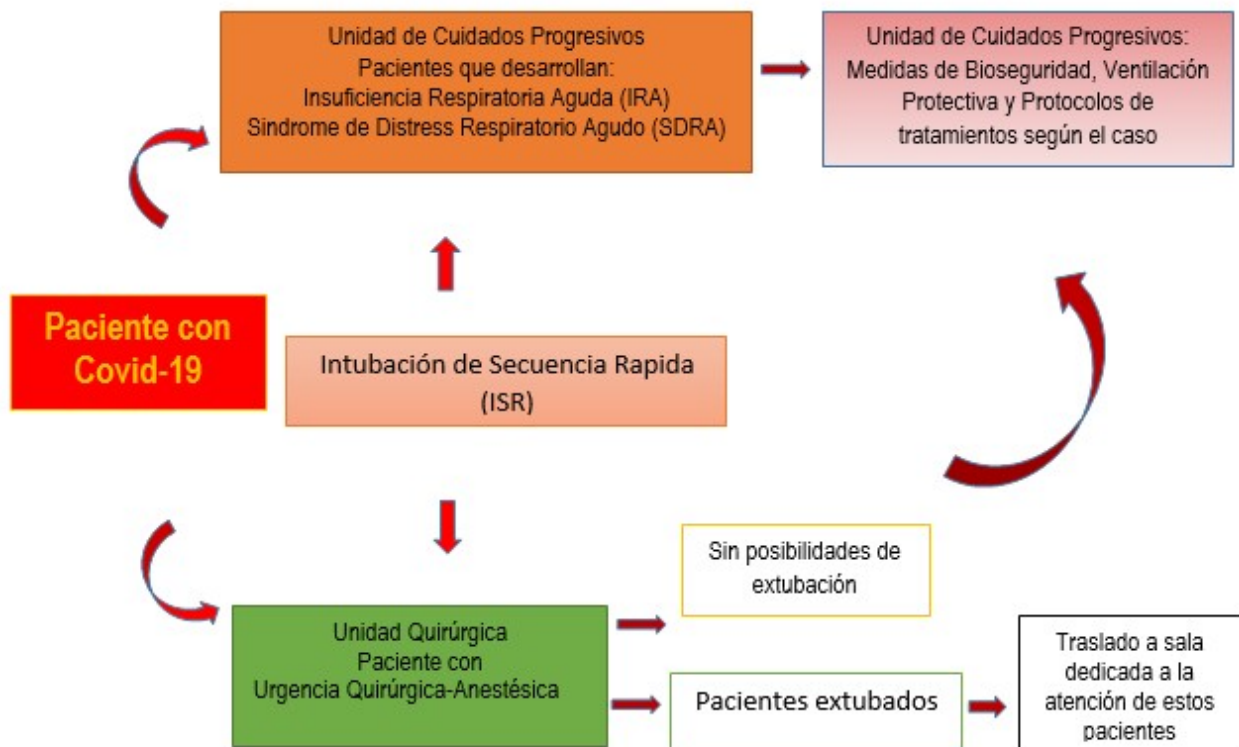 Unidad de Cuidados Progresivos
Pacientes que desarrollan:
Insuficiencia Respiratoria Aguda (IRA)
Sindrome de Distress Respiratorio Agudo (SDRA)
Unidad de Cuidados Progresivos:
Medidas de Bioseguridad, Ventilación
Protectiva y Protocolos de
tratamientos según el caso
Paciente con
Covid-19
Intubación de Secuencia Rapida
(ISR)
Sin posibilidades de
extubación
Unidad Quirúrgica
Paciente con
Urgencia Quirúrgica-Anestésica
Pacientes extubados
Traslado a sala
dedicada a la
atención de estos
pacientes